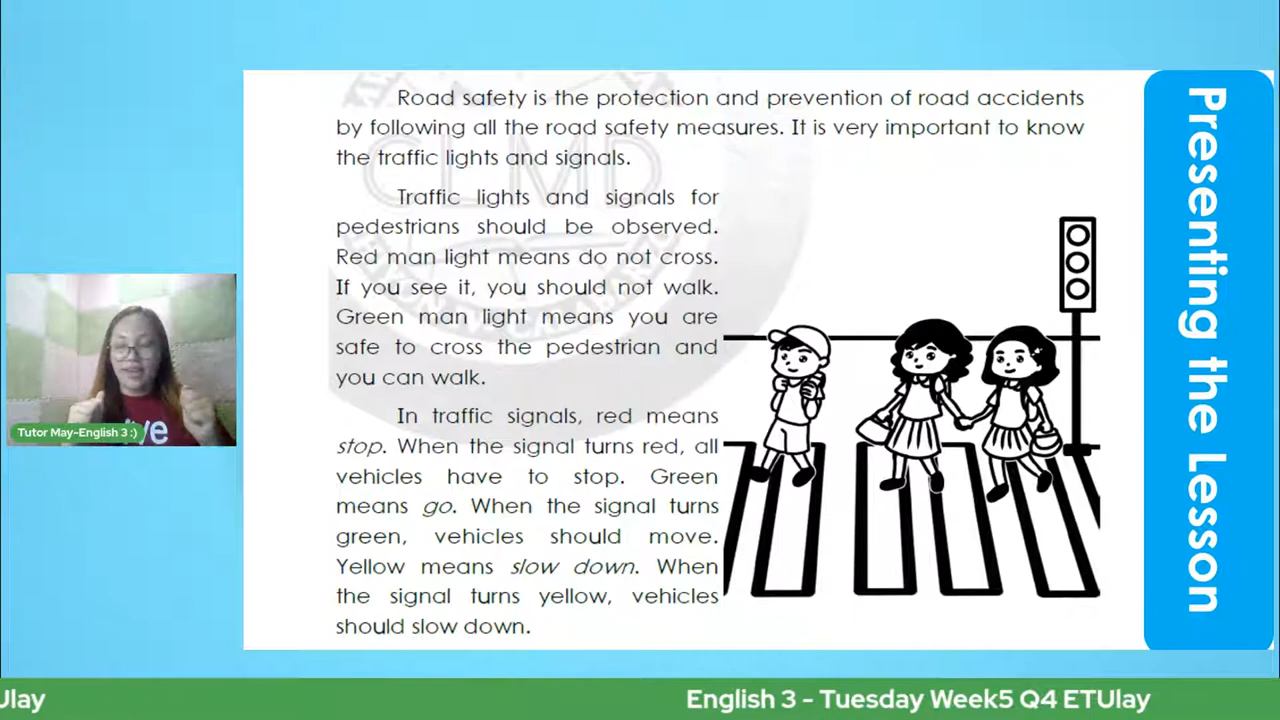 Road safety is the protection and prevention of road accidents
by following all the road safety measures. It is very important to know
the traffic lights and signals.
Traffic lights and signals for
pedestrians should be observed.
Red man light means do not cross.
If you see it, you should not walk.
Green man light means you are
safe to cross the pedestrian and
you can walk.
In traffic signals, red means
stop. When the signal turns red, all
vehicles have to stop. Green
means go. When the signal turns
green, vehicles should move.
Yellow means slow down. When
the signal turns yellow, vehicles
should slow down.
Presenting the Lesson
CLMD
Tutor May-English 3 :)
Ulay
English 3 - Tuesday Week5 Q4 ETUlay